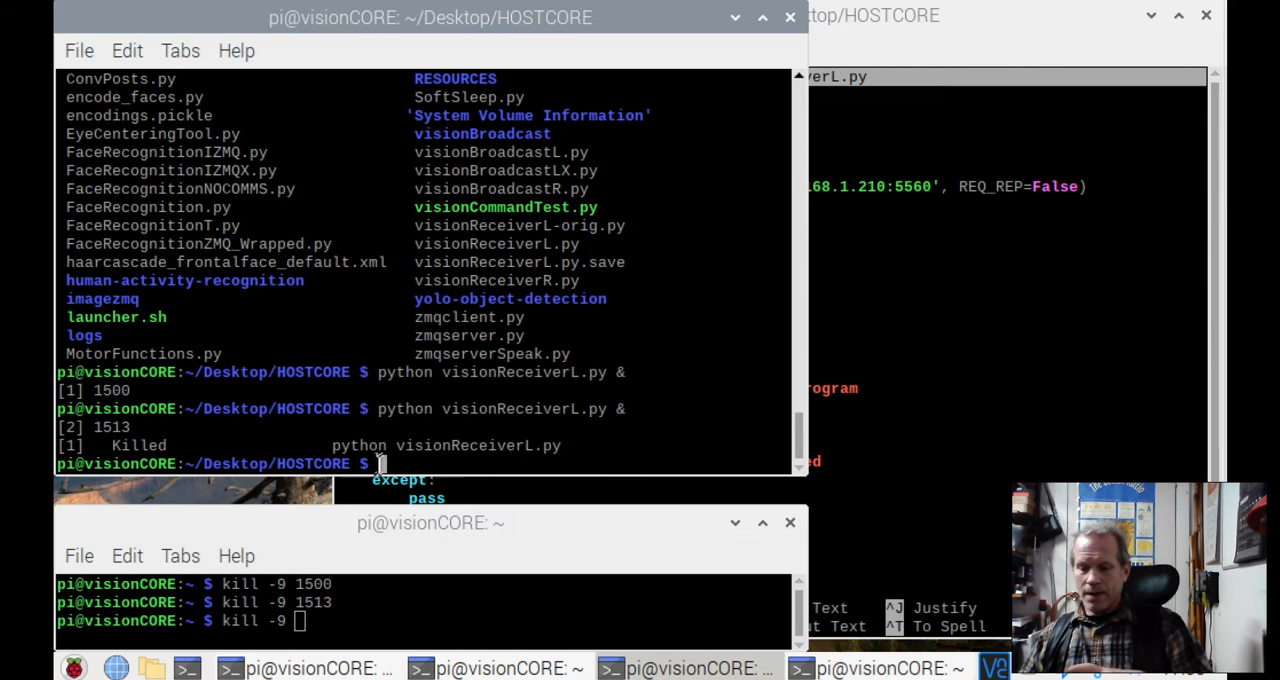 pi@visionCORE: ~/Desktop/HOSTCORE
File Edit Tabs Help
ConvPosts.py RESOURCES
encode_faces.py SoftSleep.py
encodings.pickle 'System Volume Information'
EyeCenteringTool.py visionBroadcast
FaceRecognitionIZMQ.py visionBroadcastL.py
FaceRecognitionIZMQX.py visionBroadcastLX.py
FaceRecognitionNOCOMMS.py visionBroadcastR.py
FaceRecognition.py visionCommandTest.py
FaceRecognitionT.py visionReceiverL-orig.py
FaceRecognitionZMQ_Wrapped.py visionReceiverL.py
haarcascade_frontalface_default.xml visionReceiverL.py.save
human-activity-recognition visionReceiverR.py
imagezmq yolo-object-detection
launcher.sh zmqclient.py
logs zmqserver.py
MotorFunctions.py zmqserverSpeak.py
pi@visionCORE:~/Desktop/HOSTCORE $ python visionReceiverL.py &
[1] 1500
pi@visionCORE:~/Desktop/HOSTCORE $ python visionReceiverL.py &
[2] 1513
[1] Killed python visionReceiverL.py
pi@visionCORE:~/Desktop/HOSTCORE $
top/HOSTCORE
verL.py
.68.1.210:5560', REQ_REP=False)
rogram
ed
except:
pass
Text ^J Justify
ut Text ^T To Spell
pi@visionCORE: ~
File Edit Tabs Help
pi@visionCORE:~ $ kill -9 1500
pi@visionCORE:~ $ kill -9 1513
pi@visionCORE:~ $ kill -9
pi@visionCORE: ... pi@visionCORE: ~ pi@visionCORE: ... pi@visionCORE: ~